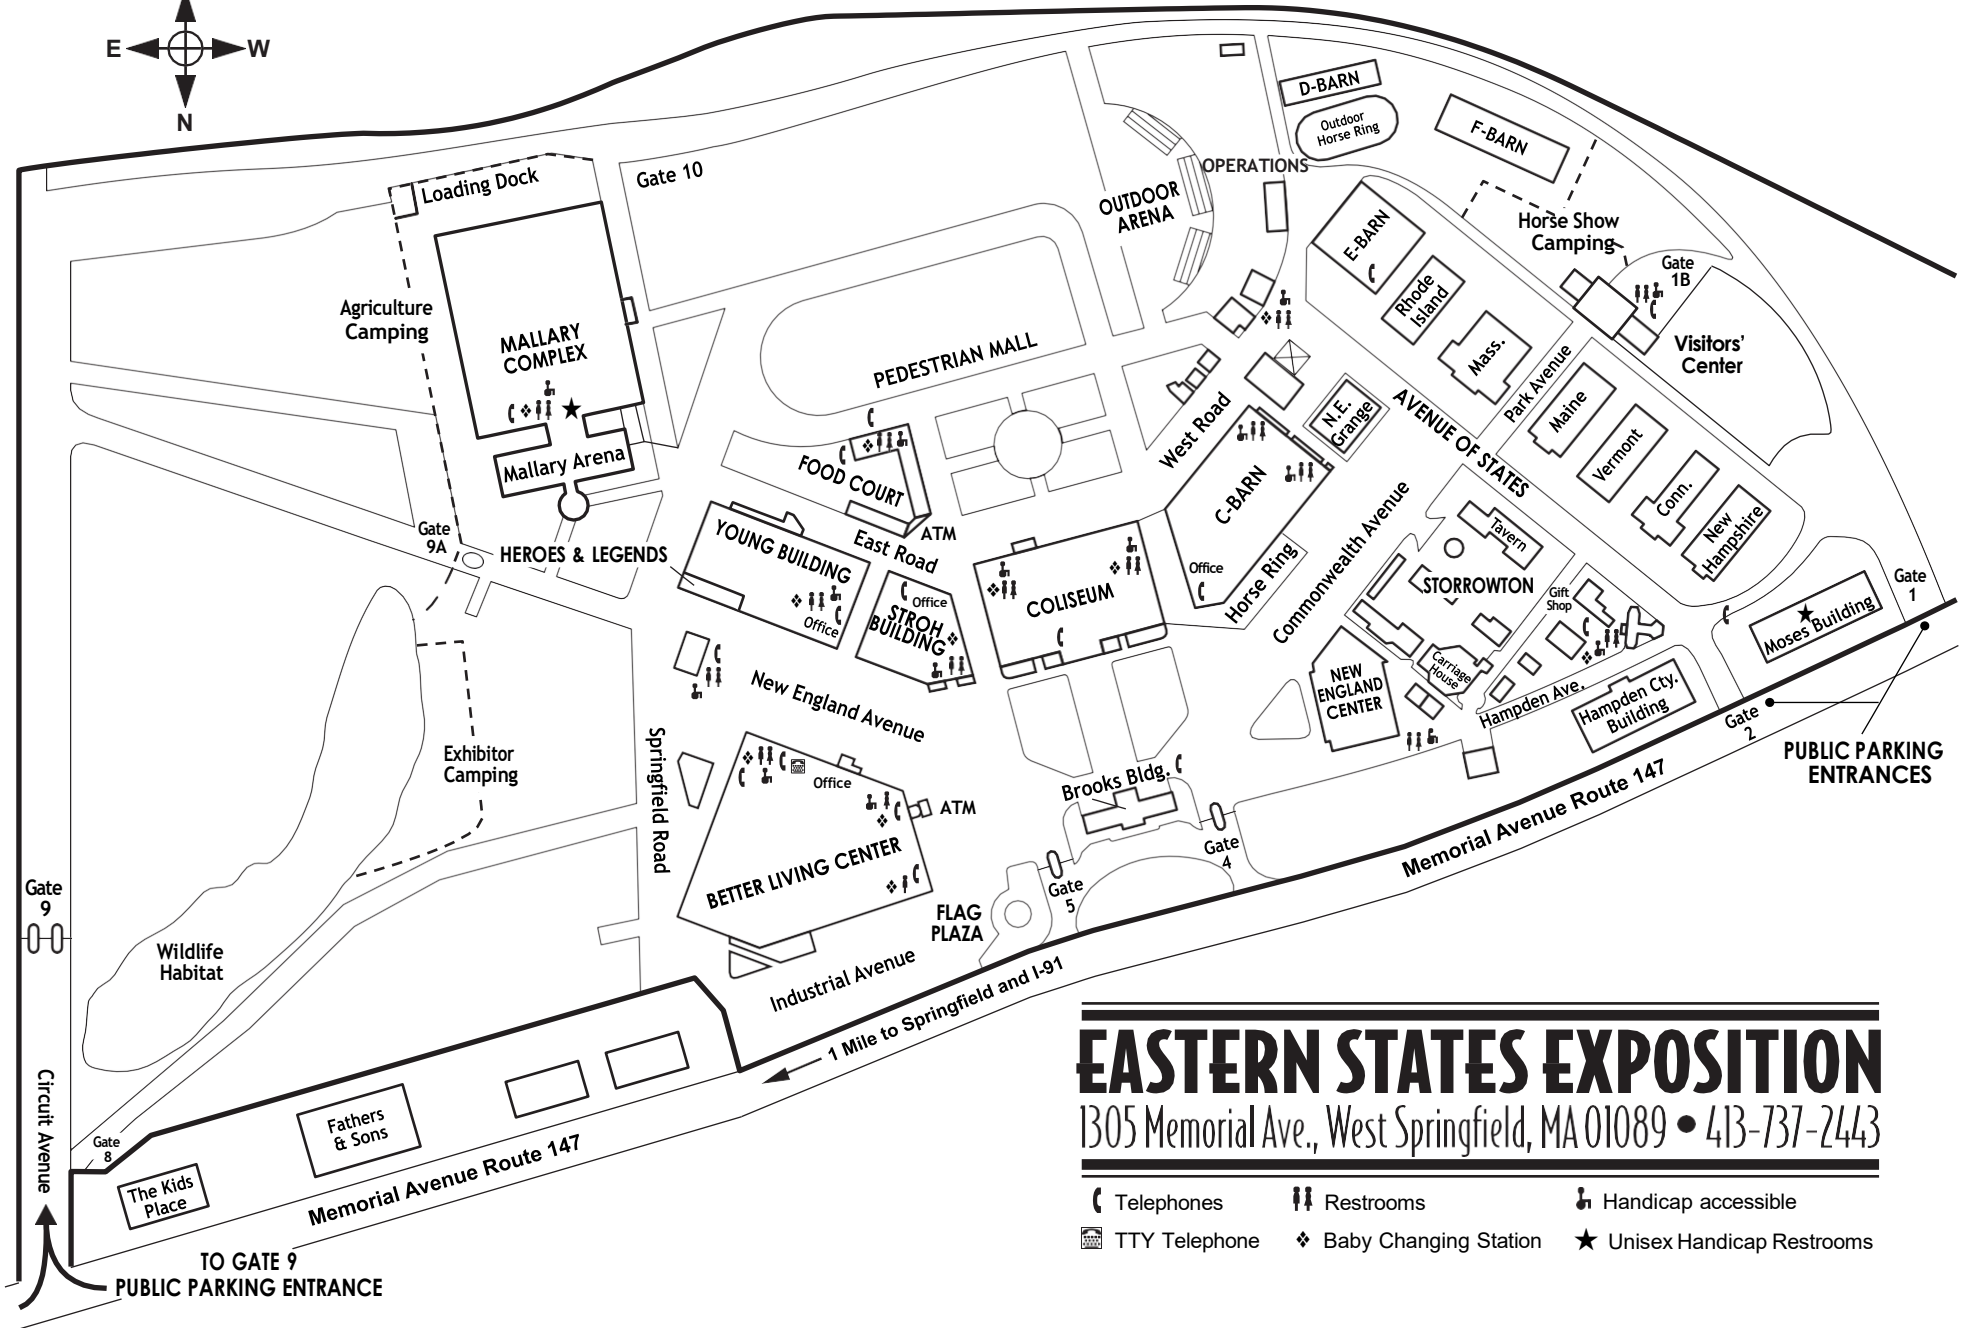 E
W
N
Loading Dock
Gate 10
Agriculture
Camping
MALLARY
COMPLEX
Mallary Arena
Gate
9A
HEROES & LEGENDS
PEDESTRIAN MALL
OUTDOOR
ARENA
OPERATIONS
D-BARN
Outdoor
Horse Ring
F-BARN
E-BARN
Horse Show
Camping
Gate
1B
Visitors'
Center
Rhode
Island
Mass.
Park Avenue
Maine
Vermont
Conn.
New
Hampshire
AVENUE OF STATES
N.E.
Grange
West Road
C-BARN
Office
Horse Ring
Commonwealth Avenue
FOOD COURT
ATM
East Road
YOUNG BUILDING
Office
Office
STROH
BUILDING
COLISEUM
Tavern
STORROWTON
Gift
Shop
Carriage
House
NEW
ENGLAND
CENTER
Hampden Ave.
Hampden Cty.
Building
Moses Building
Gate
1
Gate
2
PUBLIC PARKING
ENTRANCES
New England Avenue
Springfield Road
Exhibitor
Camping
Office
ATM
BETTER LIVING CENTER
Brooks Bldg.
Gate
4
Gate
5
FLAG
PLAZA
Industrial Avenue
Memorial Avenue Route 147
1 Mile to Springfield and I-91
Gate
9
Wildlife
Habitat
Circuit Avenue
Gate
8
Fathers
& Sons
The Kids
Place
Memorial Avenue Route 147
TO GATE 9
PUBLIC PARKING ENTRANCE
EASTERN STATES EXPOSITION
1305 Memorial Ave., West Springfield, MA 01089 • 413-737-2443
Telephones
Restrooms
Handicap accessible
TTY Telephone
Baby Changing Station
Unisex Handicap Restrooms